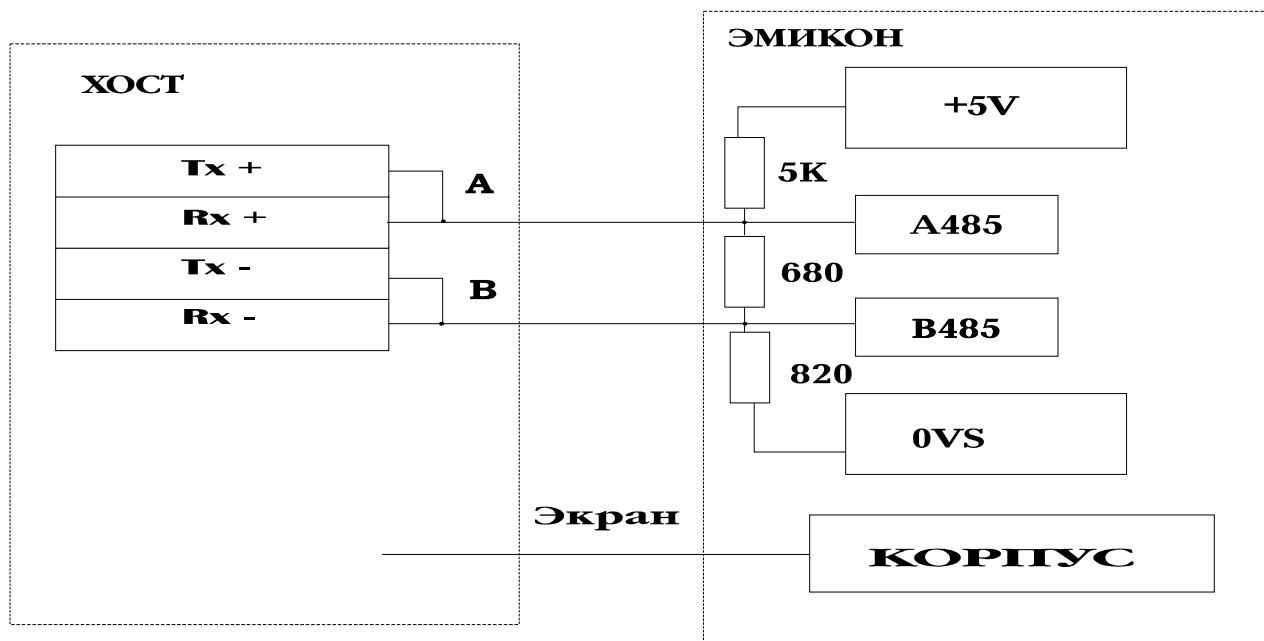 ХОСТ
Tx +
Rx +
Tx -
Rx -
A
B
ЭМИКОН
+5V
5K
A485
680
B485
820
0VS
Экран
КОРПУС